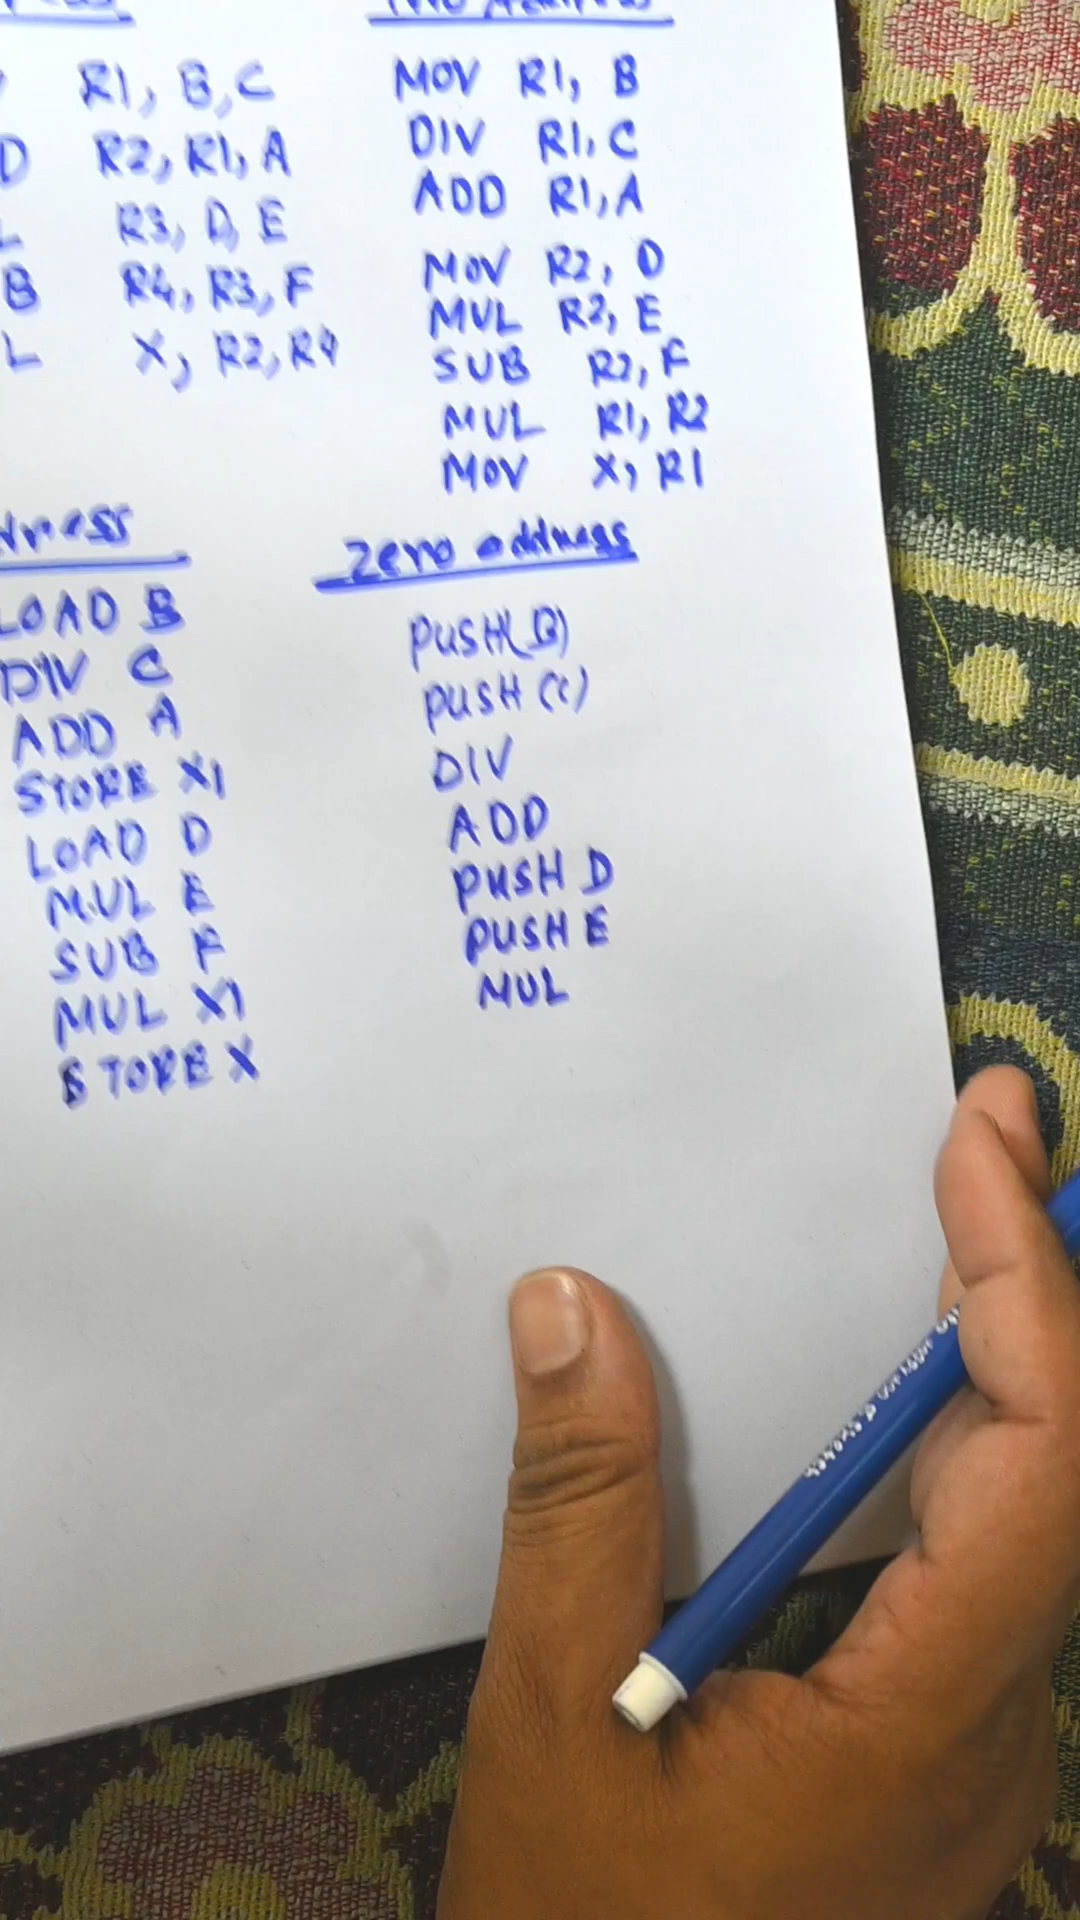 R1, B, C
R2, R1, A
R3, D, E
B R4, R3, F
L X, R2, R4
MOV R1, B
DIV R1, C
ADD R1, A
MOV R2, D
MUL R2, E
SUB R2, F
MUL R1, R2
MOV X, R1
LOAD B
DIV C
ADD A
STORE X1
LOAD D
MUL E
SUB F
MUL X1
STORE X
Zero address
PUSH(B)
PUSH (C)
DIV
ADD
PUSH D
PUSH E
MUL